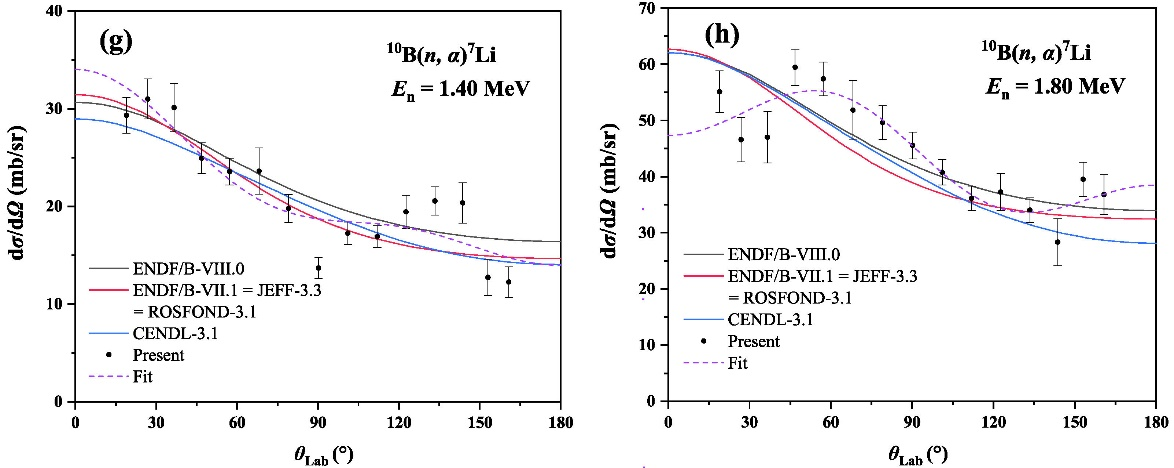 (g)
¹⁰B(n, α)⁷Li
Eₙ = 1.40 MeV
dσ/dΩ (mb/sr)
40
30
20
10
0
ENDF/B-VIII.0
ENDF/B-VII.1 = JEFF-3.3
= ROSFOND-3.1
CENDL-3.1
Present
Fit
0 30 60 90 120 150 180
θLab (°)
(h)
¹⁰B(n, α)⁷Li
Eₙ = 1.80 MeV
dσ/dΩ (mb/sr)
70
60
50
40
30
20
10
0
ENDF/B-VIII.0
ENDF/B-VII.1 = JEFF-3.3
= ROSFOND-3.1
CENDL-3.1
Present
Fit
0 30 60 90 120 150 180
θLab (°)